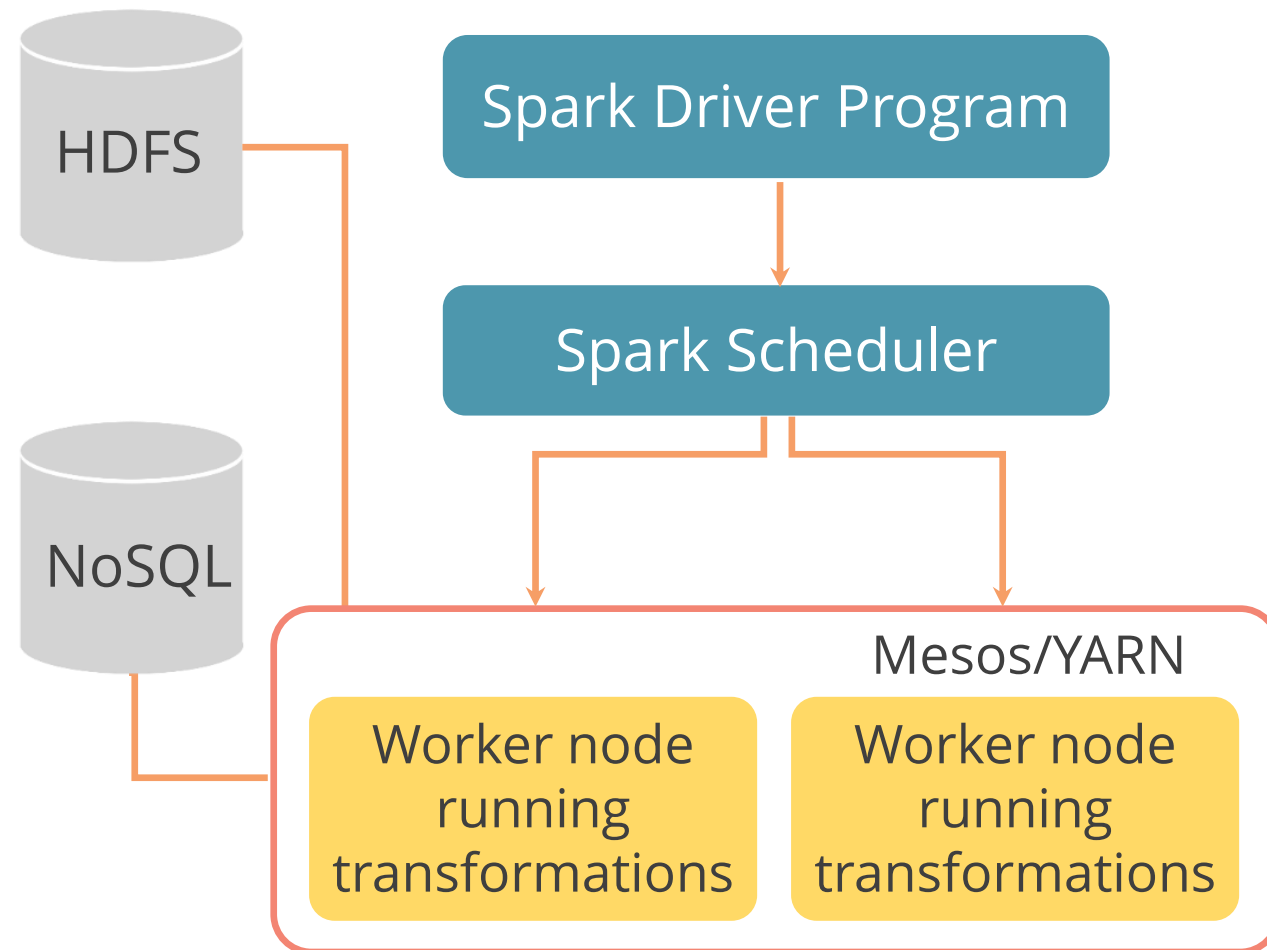 HDFS
Spark Driver Program
Spark Scheduler
NoSQL
Mesos/YARN
Worker node
running
transformations
Worker node
running
transformations